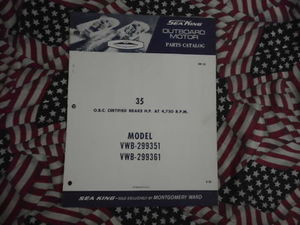 SEA KING
OUTBOARD
MOTOR
PARTS CATALOG
35
O.B.C. CERTIFIED BRAKE H.P. AT 4,750 R.P.M.
MODEL
VWB-299351
VWB-299361
SEA KING • SOLD EXCLUSIVELY BY MONTGOMERY WARD